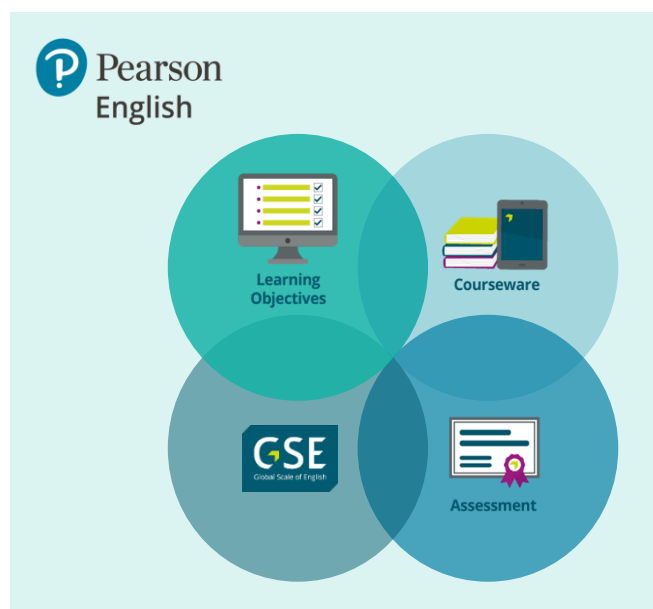 Pearson
English
Learning
Objectives
Courseware
GSE
Global Scale of English
Assessment